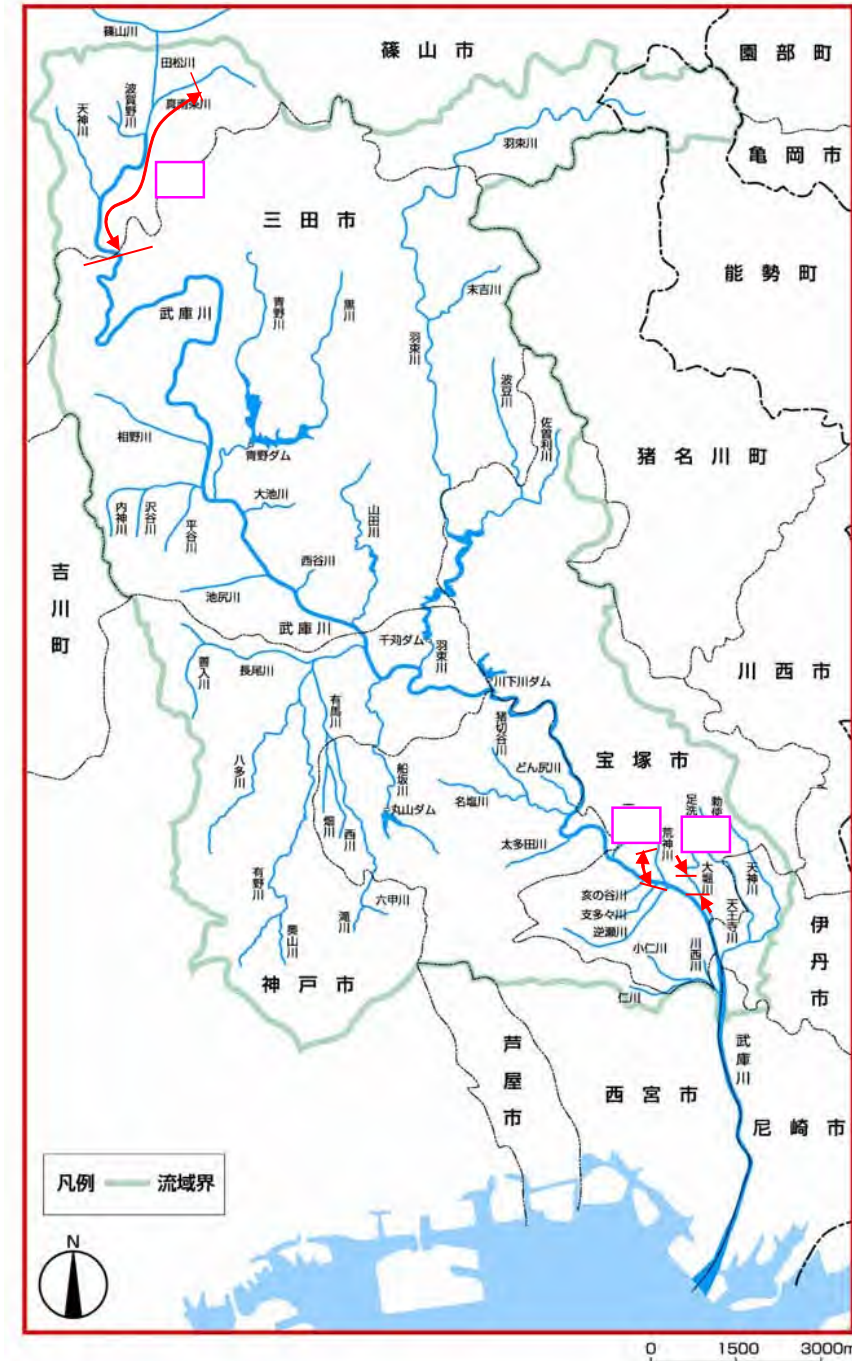 篠山川
田松川
篠山市
園部町
波賀野川
天神川
真南条川
羽束川
亀岡市
三田市
能勢町
末吉川
武庫川
青野川
黒川
羽束川
波豆川
佐曽利川
相野川
青野ダム
猪名川町
大池川
内神川
沢谷川
平谷川
山田川
西谷川
吉川町
池尻川
武庫川
千苅ダム
羽束川
川西市
善入川
長尾川
有馬川
川下川ダム
猪切谷川
宝塚市
八多川
船坂川
どん尻川
名塩川
丸山ダム
畑川
西川
太多田川
荒神川
足洗
勅使
大堀川
天神川
天王寺川
有野川
六甲川
滝川
奥山川
亥の谷川
支多々川
逆瀬川
小仁川
川西川
仁川
伊丹市
神戸市
芦屋市
西宮市
武庫川
尼崎市
凡例 流域界
N
0 1500 3000m